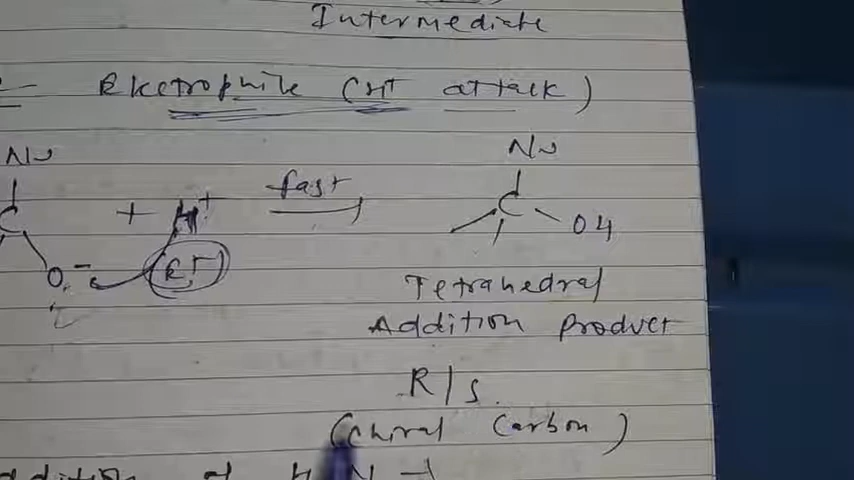 Intermediate
Electrophile (H+ attack)
Nu Nu
C + H+ fast C OH
O- E+
Tetrahedral
Addition Product
R/S.
(Chiral Carbon)